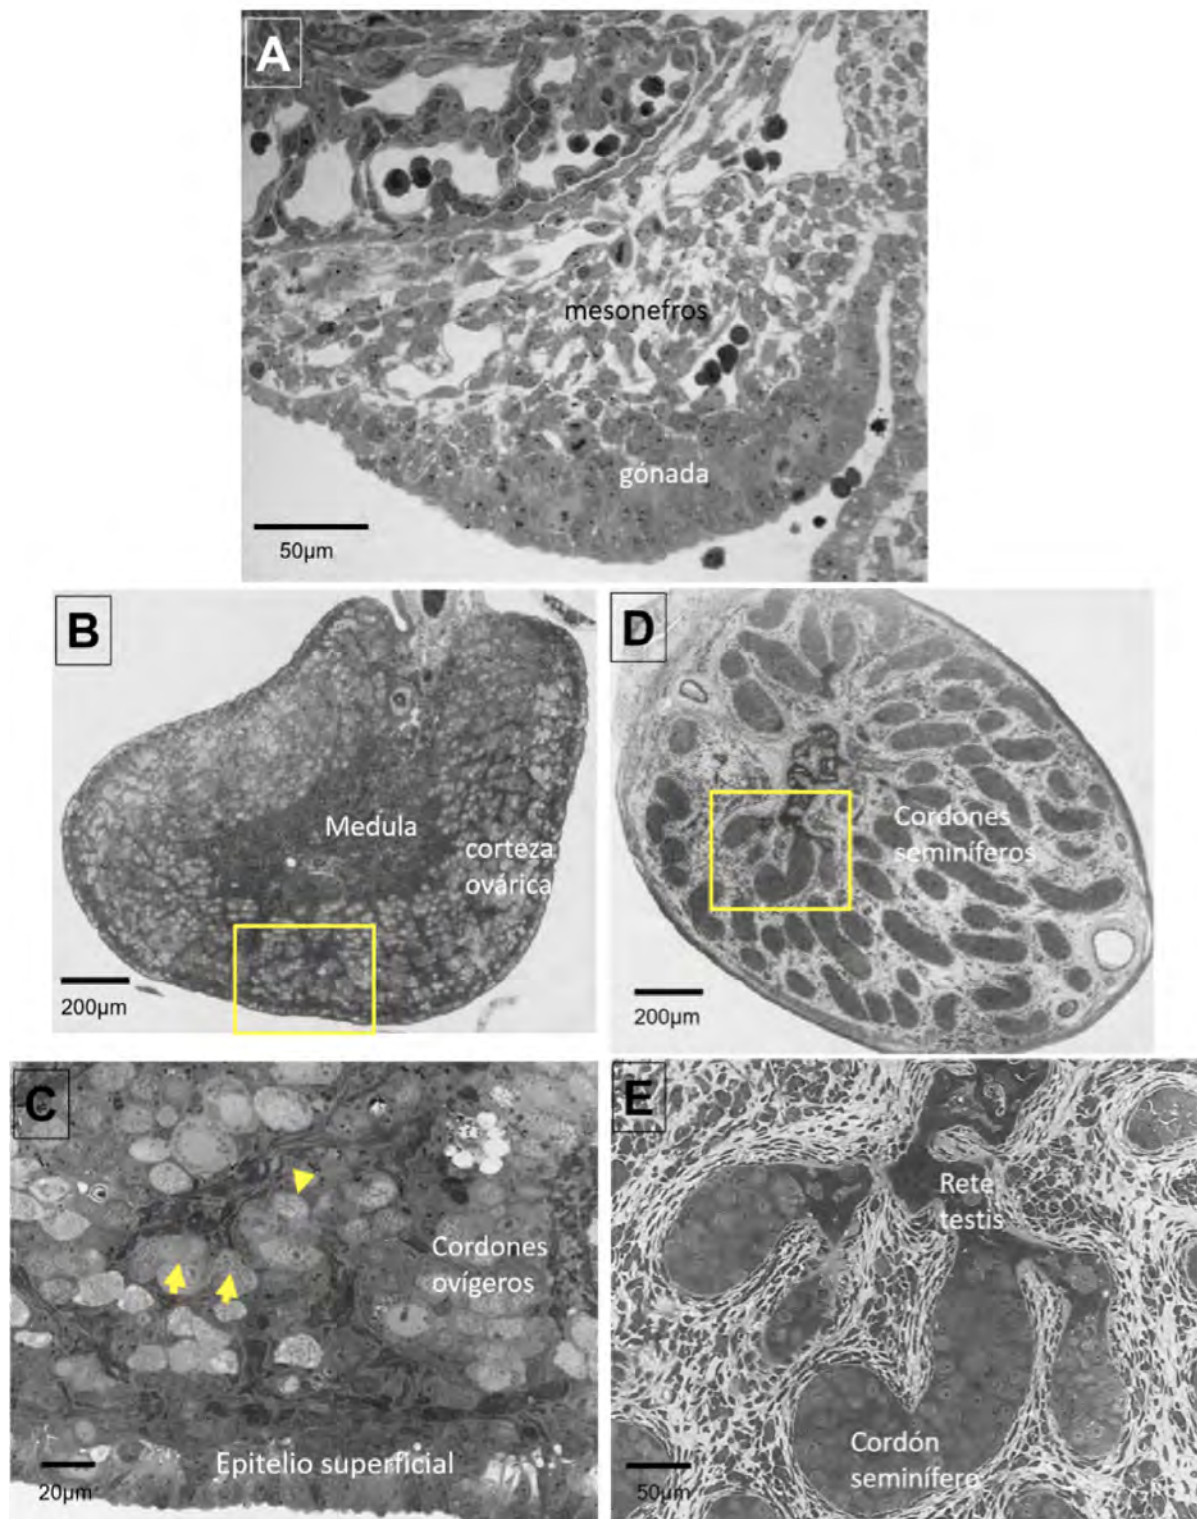 A
mesonefros
gónada
50µm
B
Medula
corteza
ovárica
200µm
D
Cordones
seminíferos
200µm
C
Cordones
ovígeros
Epitelio superficial
20µm
E
Rete
testis
Cordón
seminífero
50µm